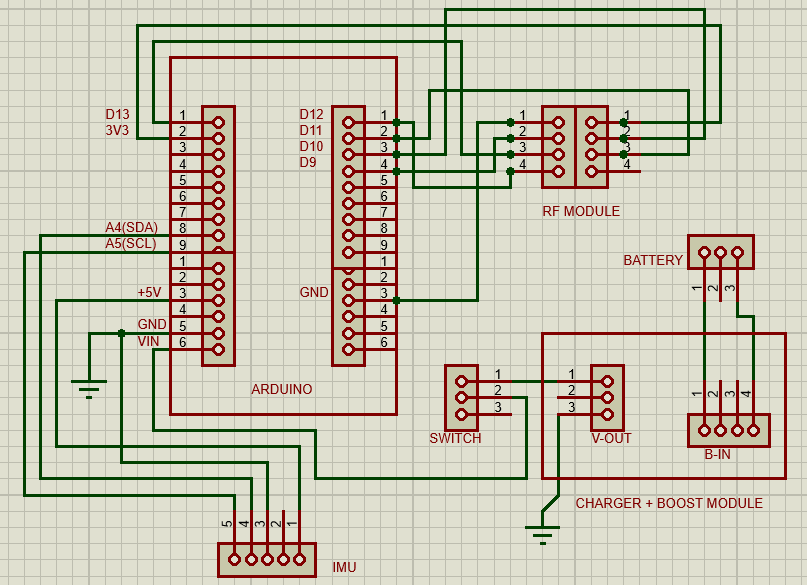 D13
3V3
1
2
3
4
5
6
7
8
9
1
2
3
4
5
6
A4(SDA)
A5(SCL)
+5V
GND
VIN
D12
D11
D10
D9
GND
1
2
3
4
5
6
7
8
9
1
2
3
4
5
6
ARDUINO
1
2
3
4
1
2
3
4
RF MODULE
BATTERY
1
2
3
1
2
3
SWITCH
1
2
3
V-OUT
1
2
3
4
B-IN
CHARGER + BOOST MODULE
5
4
3
2
1
IMU